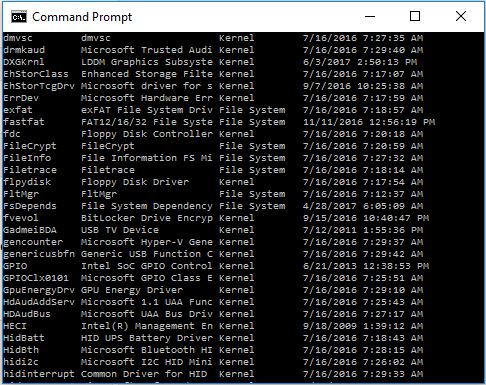 Command Prompt
dmvsc dmvsc Kernel 7/16/2016 7:27:35 AM
drmkaud Microsoft Trusted Audi Kernel 7/16/2016 7:29:40 AM
DXGKrnl LDDM Graphics Subsyste Kernel 6/3/2017 2:50:13 PM
EhStorClass Enhanced Storage Filte Kernel 7/16/2016 7:17:07 AM
EhStorTcgDrv Microsoft driver for s Kernel 9/7/2016 10:25:38 AM
ErrDev Microsoft Hardware Err Kernel 7/16/2016 7:17:59 AM
exfat exFAT File System Driv File System 7/16/2016 7:18:57 AM
fastfat FAT12/16/32 File Syste File System 11/11/2016 12:56:19 PM
fdc Floppy Disk Controller Kernel 7/16/2016 7:20:18 AM
FileCrypt FileCrypt File System 7/16/2016 7:20:59 AM
FileInfo File Information FS Mi File System 7/16/2016 7:27:32 AM
Filetrace Filetrace File System 7/16/2016 7:18:14 AM
flpydisk Floppy Disk Driver Kernel 7/16/2016 7:17:54 AM
FltMgr FltMgr File System 7/16/2016 7:12:37 AM
FsDepends File System Dependency File System 4/28/2017 6:05:09 AM
fvevol BitLocker Drive Encryp Kernel 9/15/2016 10:40:47 PM
GadmeiBDA USB TV Device Kernel 7/12/2011 1:55:36 PM
gencounter Microsoft Hyper-V Gene Kernel 7/16/2016 7:29:37 AM
genericusbfn Generic USB Function C Kernel 7/16/2016 7:29:42 AM
GPIO Intel SoC GPIO Control Kernel 6/21/2013 12:38:53 PM
GPIOClx0101 Microsoft GPIO Class E Kernel 7/16/2016 7:25:51 AM
GpuEnergyDrv GPU Energy Driver Kernel 7/16/2016 7:29:10 AM
HdAudAddServ Microsoft 1.1 UAA Func Kernel 7/16/2016 7:25:43 AM
HDAudBus Microsoft UAA Bus Driv Kernel 7/16/2016 7:27:17 AM
HECI Intel(R) Management En Kernel 9/18/2009 1:39:12 AM
HidBatt HID UPS Battery Driver Kernel 7/16/2016 7:18:43 AM
HidBth Microsoft Bluetooth HI Kernel 7/16/2016 7:28:15 AM
hidi2c Microsoft I2C HID Mini Kernel 7/16/2016 7:26:02 AM
hidinterrupt Common Driver for HID Kernel 7/16/2016 7:29:33 AM